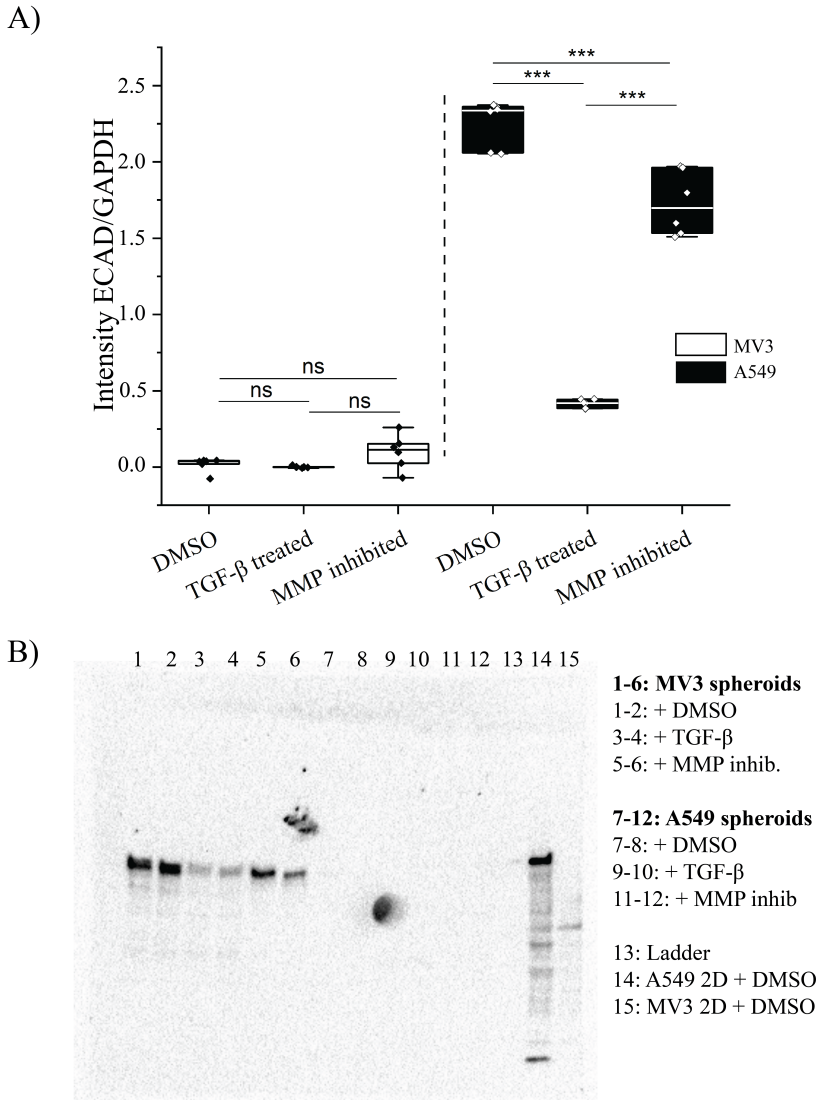 A)
Intensity ECAD/GAPDH
2.5
2.0
1.5
1.0
0.5
0.0
ns
ns
ns
***
***
***
MV3
A549
DMSO
TGF-β treated
MMP inhibited
DMSO
TGF-β treated
MMP inhibited
B)
1 2 3 4 5 6 7 8 9 10 11 12 13 14 15
1-6: MV3 spheroids
1-2: + DMSO
3-4: + TGF-β
5-6: + MMP inhib.
7-12: A549 spheroids
7-8: + DMSO
9-10: + TGF-β
11-12: + MMP inhib
13: Ladder
14: A549 2D + DMSO
15: MV3 2D + DMSO